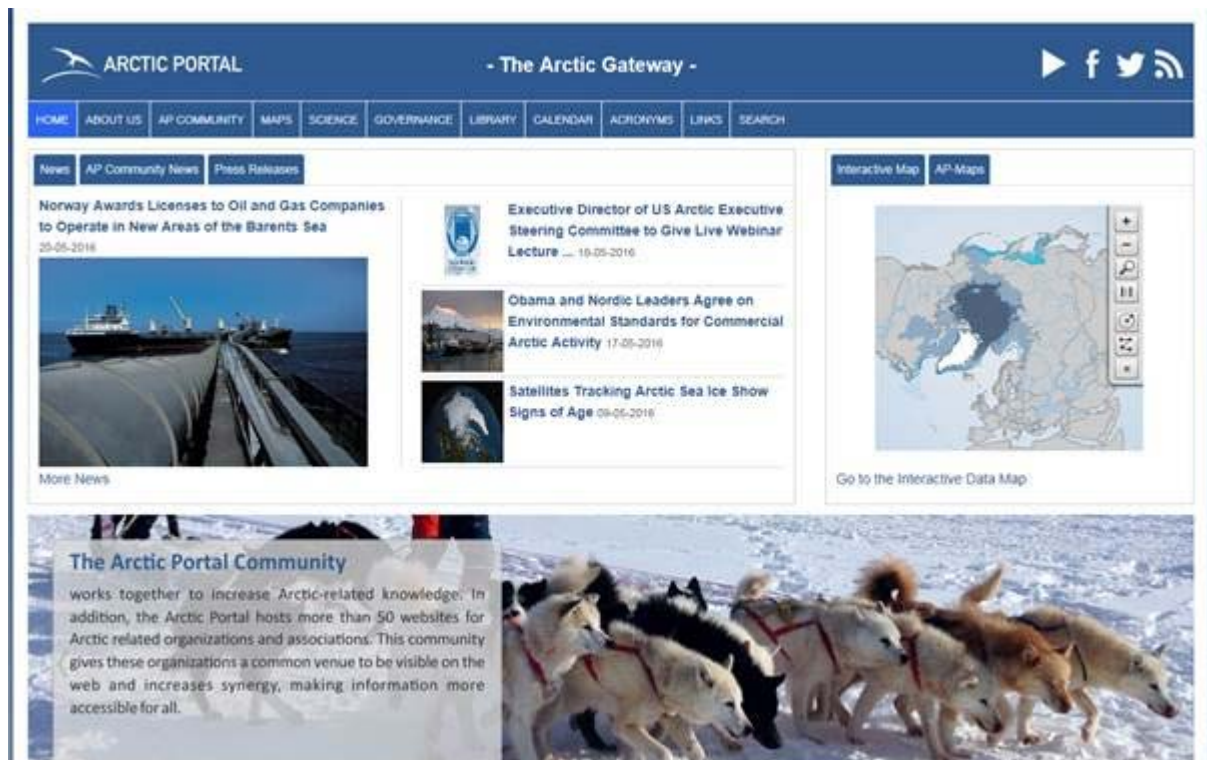 ARCTIC PORTAL
- The Arctic Gateway -
HOME ABOUT US AP COMMUNITY MAPS SCIENCE GOVERNANCE LIBRARY CALENDAR ACRONYMS LINKS SEARCH
News AP Community News Press Releases
Norway Awards Licenses to Oil and Gas Companies
to Operate in New Areas of the Barents Sea
20-05-2016
More News
Executive Director of US Arctic Executive
Steering Committee to Give Live Webinar
Lecture ... 18-05-2016
Obama and Nordic Leaders Agree on
Environmental Standards for Commercial
Arctic Activity 17-05-2016
Satellites Tracking Arctic Sea Ice Show
Signs of Age 09-05-2016
Interactive Map AP-Maps
Go to the Interactive Data Map
The Arctic Portal Community
works together to increase Arctic-related knowledge. In
addition, the Arctic Portal hosts more than 50 websites for
Arctic related organizations and associations. This community
gives these organizations a common venue to be visible on the
web and increases synergy, making information more
accessible for all.